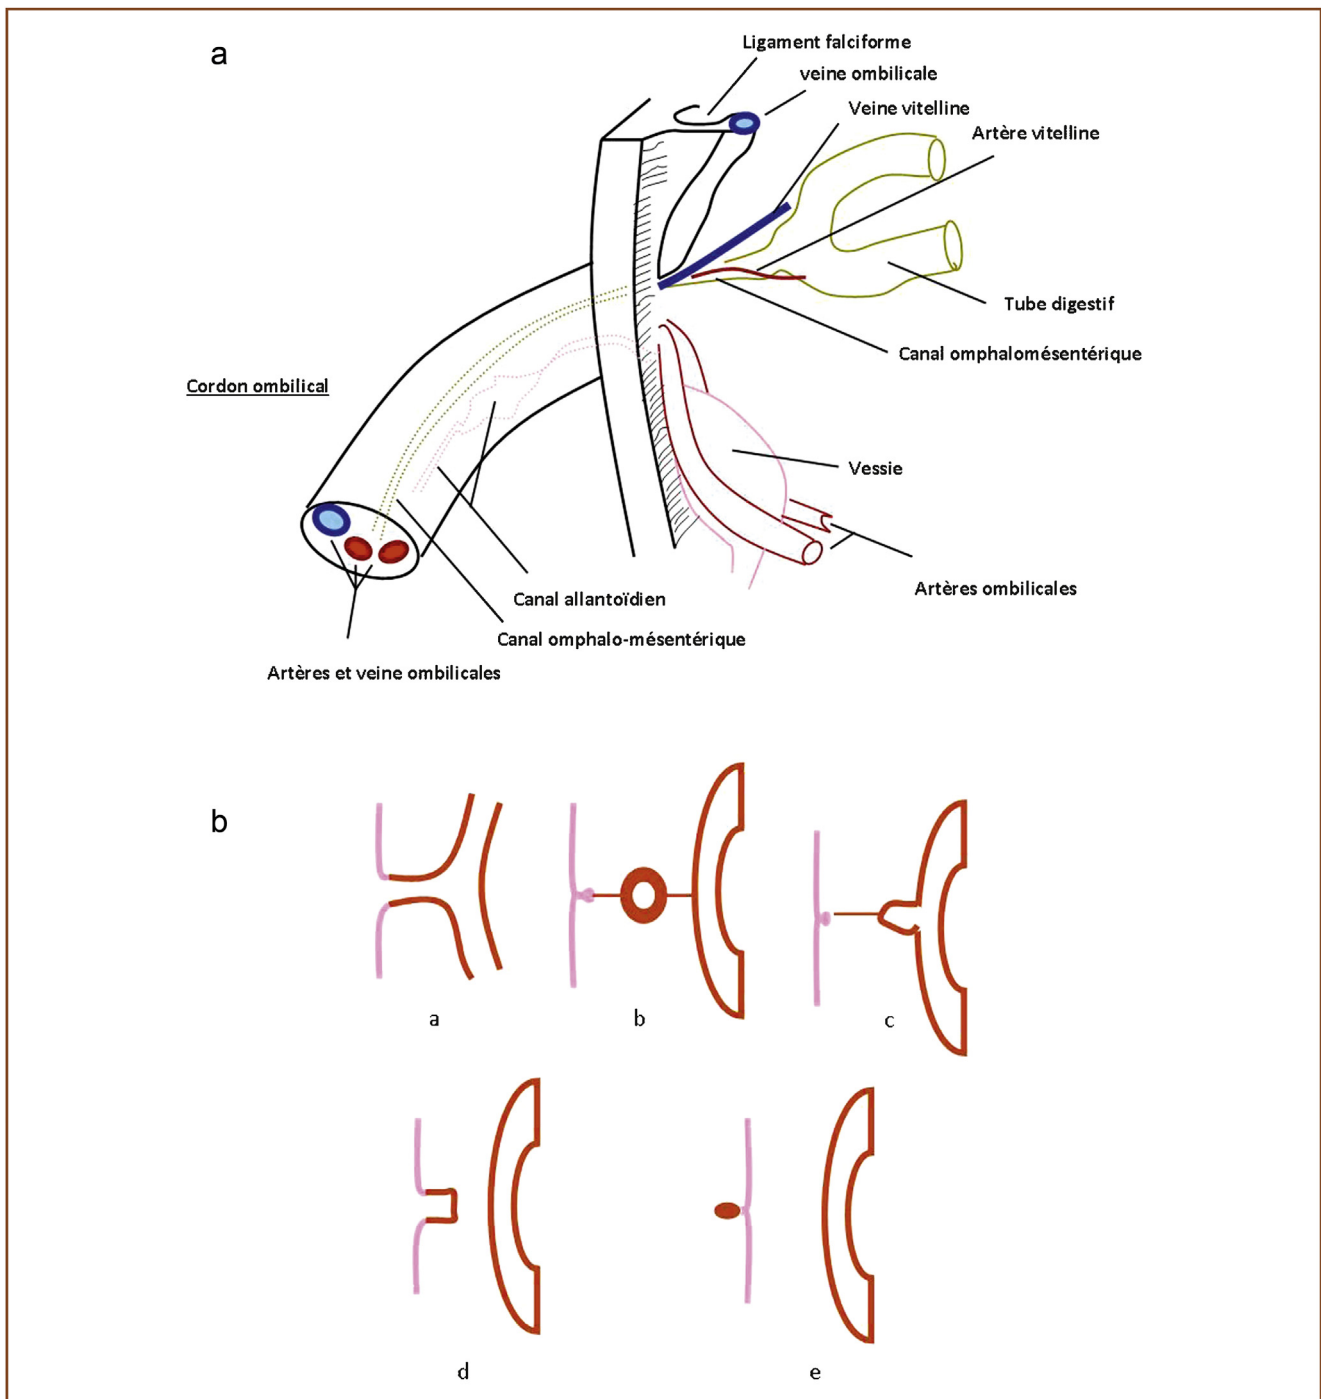 a
Ligament falciforme
veine ombilicale
Veine vitelline
Artère vitelline
Tube digestif
Canal omphalomésentérique
Cordon ombilical
Vessie
Artères ombilicales
Canal allantoïdien
Canal omphalo-mésentérique
Artères et veine ombilicales
b
a
b
c
d
e